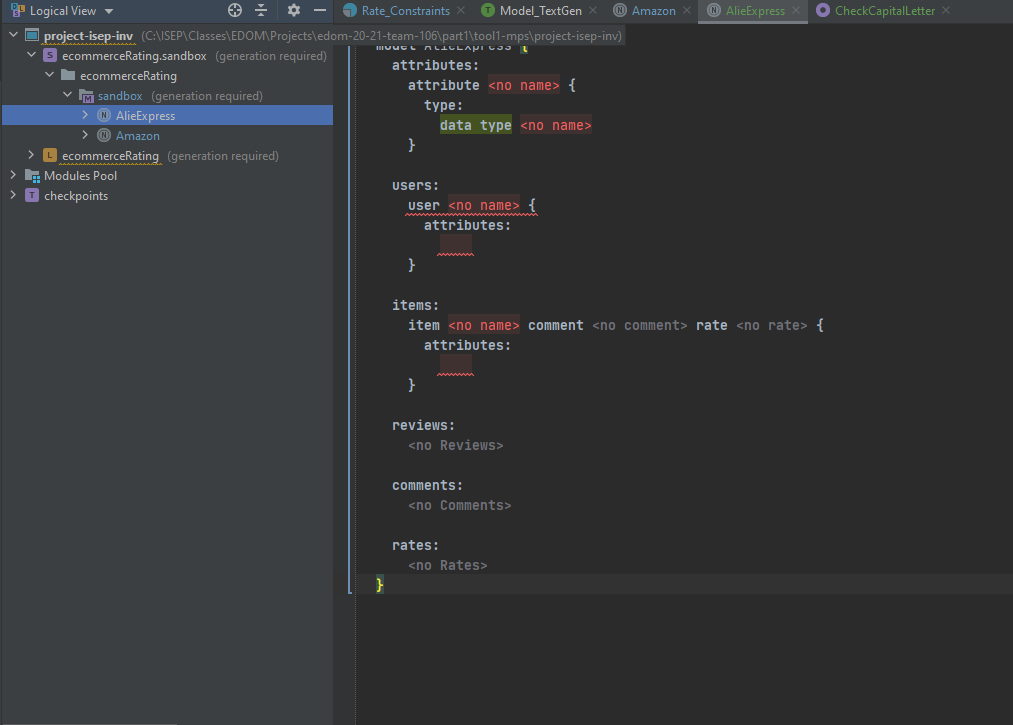 Logical View
Rate_Constraints
Model_TextGen
Amazon
AlieExpress
CheckCapitalLetter
project-isep-inv (C:\ISEP\Classes\EDOM\Projects\edom-20-21-team-106\part1\tool1-mps\project-isep-inv)
ecommerceRating.sandbox (generation required)
ecommerceRating
sandbox (generation required)
AlieExpress
Amazon
ecommerceRating (generation required)
Modules Pool
checkpoints
model AlieExpress {
attributes:
attribute <no name> {
type:
data type <no name>
}
users:
user <no name> {
attributes:
}
items:
item <no name> comment <no comment> rate <no rate> {
attributes:
}
reviews:
<no Reviews>
comments:
<no Comments>
rates:
<no Rates>
}